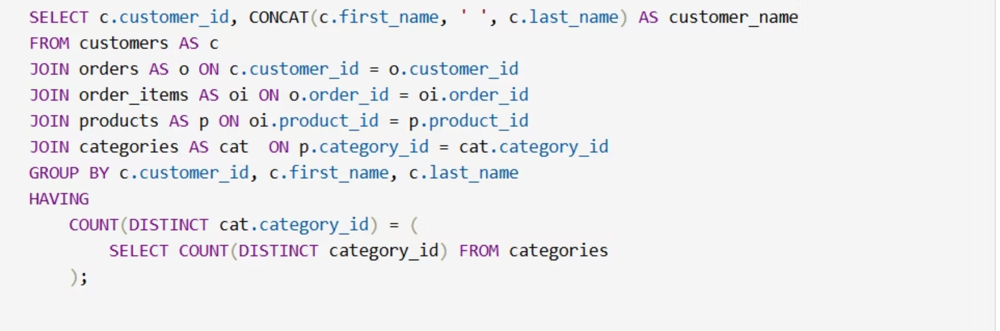 SELECT c.customer_id, CONCAT(c.first_name, ' ', c.last_name) AS customer_name
FROM customers AS c
JOIN orders AS o ON c.customer_id = o.customer_id
JOIN order_items AS oi ON o.order_id = oi.order_id
JOIN products AS p ON oi.product_id = p.product_id
JOIN categories AS cat  ON p.category_id = cat.category_id
GROUP BY c.customer_id, c.first_name, c.last_name
HAVING
    COUNT(DISTINCT cat.category_id) = (
        SELECT COUNT(DISTINCT category_id) FROM categories
    );